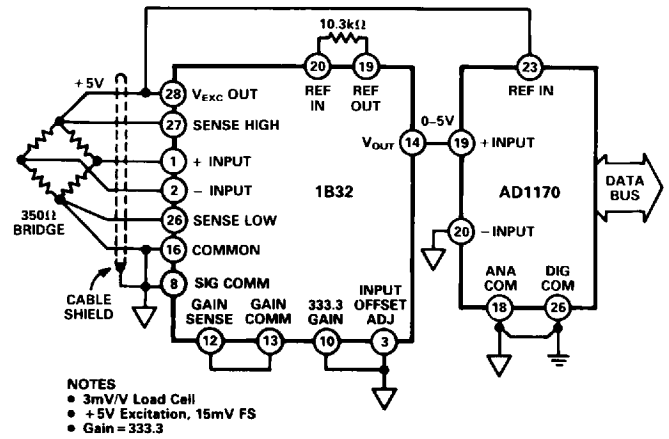 10.3kΩ
20
19
23
+5V
28
VEXC OUT
REF
IN
REF
OUT
REF IN
27
SENSE HIGH
VOUT
14
0–5V
19
+ INPUT
1
+ INPUT
2
– INPUT
1B32
AD1170
DATA
BUS
350Ω
BRIDGE
26
SENSE LOW
20
– INPUT
16
COMMON
CABLE
SHIELD
8
SIG COMM
GAIN
SENSE
GAIN
COMM
333.3
GAIN
INPUT
OFFSET
ADJ
ANA
COM
DIG
COM
12
13
10
3
18
26
NOTES
● 3mV/V Load Cell
● +5V Excitation, 15mV FS
● Gain = 333.3